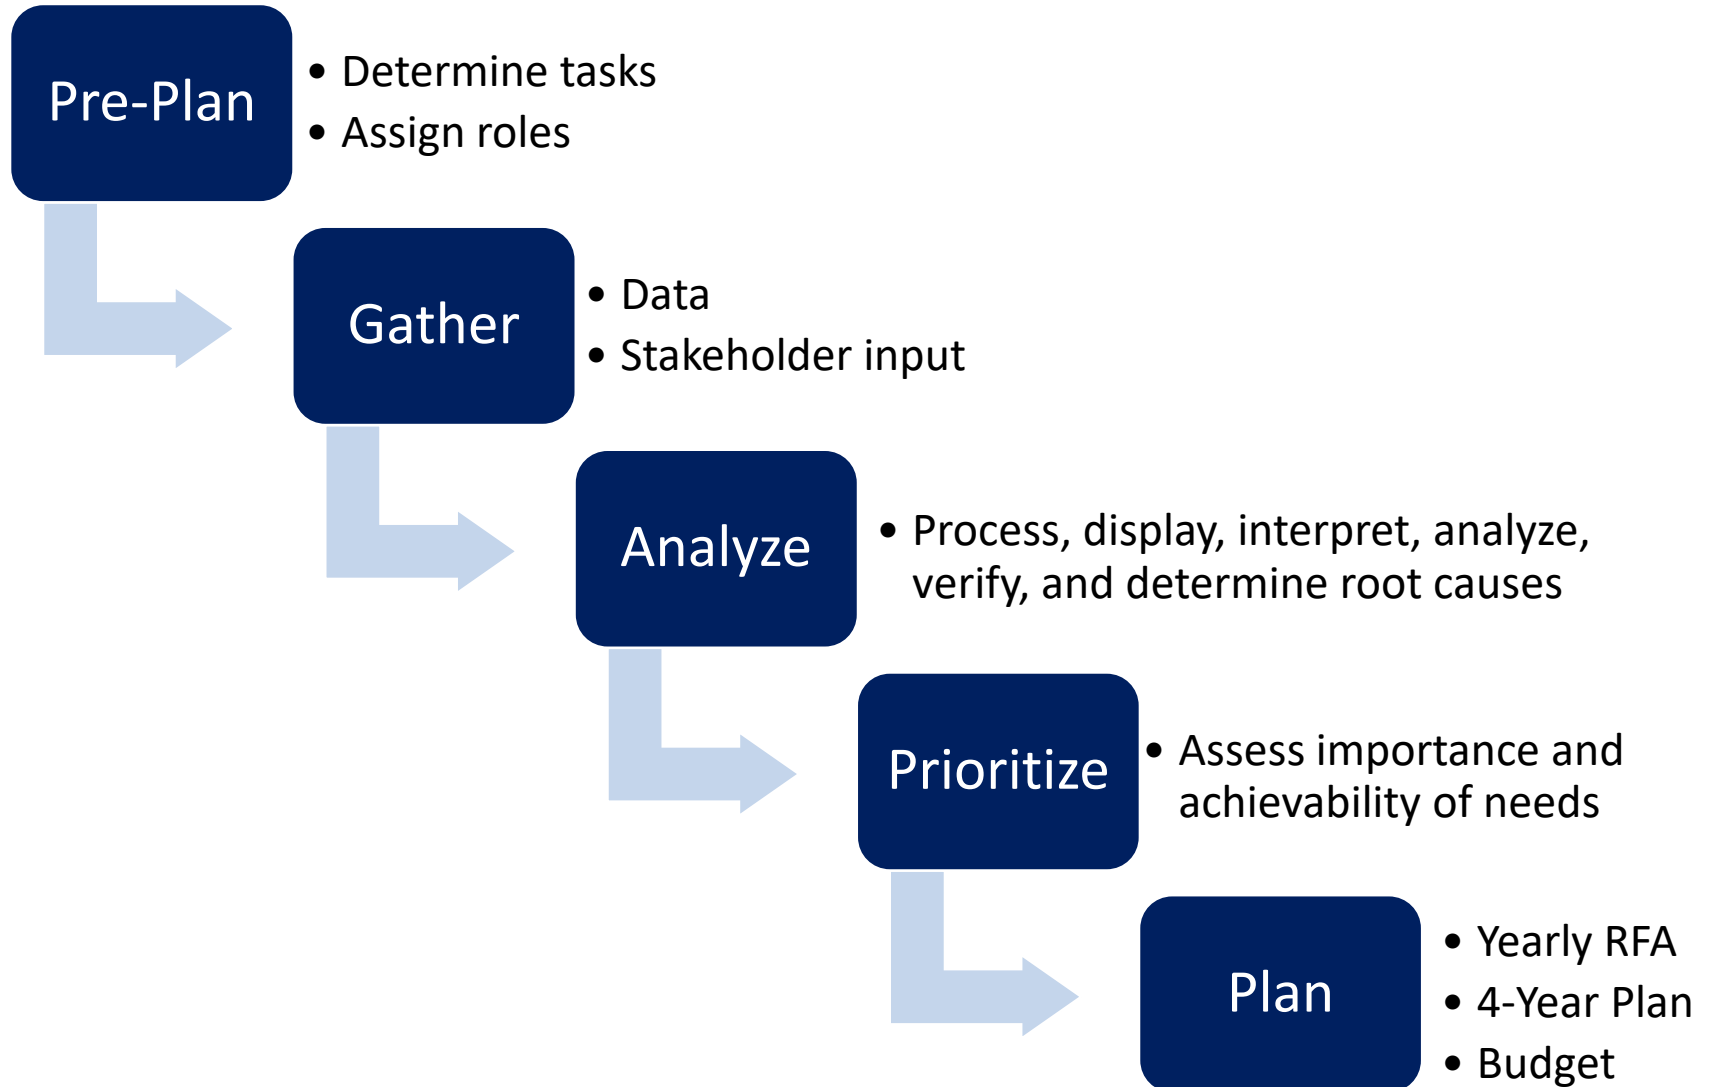 Pre-Plan
• Determine tasks
• Assign roles
Gather
• Data
• Stakeholder input
Analyze
• Process, display, interpret, analyze,
verify, and determine root causes
Prioritize
• Assess importance and
achievability of needs
Plan
• Yearly RFA
• 4-Year Plan
• Budget